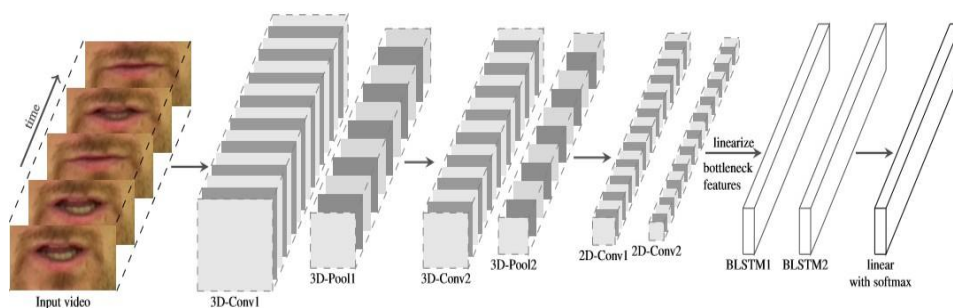 time
Input video
3D-Conv1
3D-Pool1
3D-Conv2
3D-Pool2
2D-Conv1
2D-Conv2
linearize
bottleneck
features
BLSTM1
BLSTM2
linear
with softmax